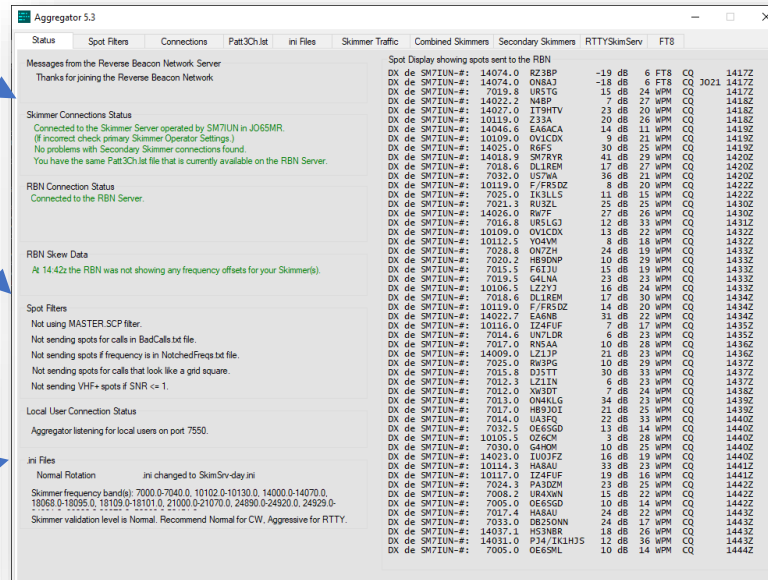 Aggregator 5.3
Status Spot Filters Connections Patt3Ch.lst ini Files Skimmer Traffic Combined Skimmers Secondary Skimmers RTTYSkimServ FT8
Messages from the Reverse Beacon Network Server
Thanks for joining the Reverse Beacon Network
Skimmer Connections Status
Connected to the Skimmer Server operated by SM7IUN in JO65MR.
(If incorrect check primary Skimmer Operator Settings.)
No problems with Secondary Skimmer connections found.
You have the same Patt3Ch.lst file that is currently available on the RBN Server.
RBN Connection Status
Connected to the RBN Server.
RBN Skew Data
At 14:42z the RBN was not showing any frequency offsets for your Skimmer(s).
Spot Filters
Not using MASTER.SCP filter.
Not sending spots for calls in BadCalls.txt file.
Not sending spots if frequency is in NotchedFreqs.txt file.
Not sending spots for calls that look like a grid square.
Not sending VHF+ spots if SNR <= 1.
Local User Connection Status
Aggregator listening for local users on port 7550.
.ini Files
Normal Rotation .ini changed to SkimSrv-day.ini
Skimmer frequency band(s): 7000.0-7040.0, 10102.0-10130.0, 14000.0-14070.0,
18068.0-18095.0, 18109.0-18101.0, 21000.0-21070.0, 24890.0-24920.0, 24929.0-
Skimmer validation level is Normal. Recommend Normal for CW, Aggressive for RTTY.
Spot Display showing spots sent to the RBN
DX de SM7IUN-#: 14074.0 RZ3BP -19 dB 6 FT8 CQ 1417Z
DX de SM7IUN-#: 14074.0 ON8AJ -18 dB 6 FT8 CQ JO21 1417Z
DX de SM7IUN-#: 7019.8 UR5TG 15 dB 24 WPM CQ 1417Z
DX de SM7IUN-#: 14022.2 N4BP 7 dB 27 WPM CQ 1418Z
DX de SM7IUN-#: 14027.0 IT9HTV 23 dB 20 WPM CQ 1418Z
DX de SM7IUN-#: 10119.0 Z33A 20 dB 26 WPM CQ 1418Z
DX de SM7IUN-#: 14046.6 EA6ACA 14 dB 11 WPM CQ 1419Z
DX de SM7IUN-#: 10109.0 OV1CDX 9 dB 21 WPM CQ 1419Z
DX de SM7IUN-#: 14025.0 R6FS 30 dB 25 WPM CQ 1419Z
DX de SM7IUN-#: 14018.9 SM7RYR 41 dB 29 WPM CQ 1420Z
DX de SM7IUN-#: 7018.6 DL1REM 17 dB 27 WPM CQ 1420Z
DX de SM7IUN-#: 7032.0 US7WA 36 dB 21 WPM CQ 1420Z
DX de SM7IUN-#: 10119.0 F/FR5DZ 8 dB 20 WPM CQ 1422Z
DX de SM7IUN-#: 7025.0 IK3LLS 11 dB 15 WPM CQ 1422Z
DX de SM7IUN-#: 7021.3 RU3ZL 25 dB 25 WPM CQ 1430Z
DX de SM7IUN-#: 14026.0 RW7F 27 dB 26 WPM CQ 1430Z
DX de SM7IUN-#: 7016.8 UR5LGJ 12 dB 33 WPM CQ 1431Z
DX de SM7IUN-#: 10109.0 OV1CDX 13 dB 22 WPM CQ 1432Z
DX de SM7IUN-#: 10112.5 YO4VM 8 dB 18 WPM CQ 1432Z
DX de SM7IUN-#: 7028.8 ON7ZH 24 dB 19 WPM CQ 1433Z
DX de SM7IUN-#: 7020.2 HB9DNP 10 dB 29 WPM CQ 1433Z
DX de SM7IUN-#: 7015.5 F6IJU 15 dB 19 WPM CQ 1433Z
DX de SM7IUN-#: 7019.5 G4LNA 23 dB 23 WPM CQ 1433Z
DX de SM7IUN-#: 10106.5 LZ2YJ 16 dB 24 WPM CQ 1433Z
DX de SM7IUN-#: 7018.6 DL1REM 17 dB 30 WPM CQ 1434Z
DX de SM7IUN-#: 10119.0 F/FR5DZ 14 dB 20 WPM CQ 1434Z
DX de SM7IUN-#: 14022.7 EA6NB 31 dB 22 WPM CQ 1434Z
DX de SM7IUN-#: 10116.0 IZ4FUF 7 dB 17 WPM CQ 1435Z
DX de SM7IUN-#: 7014.6 UN7LDR 6 dB 23 WPM CQ 1435Z
DX de SM7IUN-#: 7017.0 RN5AA 10 dB 28 WPM CQ 1436Z
DX de SM7IUN-#: 14009.0 LZ1JP 21 dB 23 WPM CQ 1436Z
DX de SM7IUN-#: 7025.0 RW3PG 10 dB 29 WPM CQ 1437Z
DX de SM7IUN-#: 7015.8 DJ5TT 30 dB 33 WPM CQ 1437Z
DX de SM7IUN-#: 7012.3 LZ1IN 6 dB 23 WPM CQ 1437Z
DX de SM7IUN-#: 7012.0 XW3DT 7 dB 24 WPM CQ 1438Z
DX de SM7IUN-#: 7013.0 ON4KLG 34 dB 23 WPM CQ 1439Z
DX de SM7IUN-#: 7017.0 HB9JOI 21 dB 25 WPM CQ 1439Z
DX de SM7IUN-#: 7014.0 UA3FQ 22 dB 33 WPM CQ 1440Z
DX de SM7IUN-#: 7032.5 OE6SGD 13 dB 14 WPM CQ 1440Z
DX de SM7IUN-#: 10105.5 OZ6CM 3 dB 28 WPM CQ 1440Z
DX de SM7IUN-#: 7030.0 G4HOM 10 dB 25 WPM CQ 1440Z
DX de SM7IUN-#: 14023.0 IU0JFZ 16 dB 19 WPM CQ 1440Z
DX de SM7IUN-#: 10114.3 HA8AU 33 dB 23 WPM CQ 1441Z
DX de SM7IUN-#: 10117.0 IZ4FUF 19 dB 16 WPM CQ 1441Z
DX de SM7IUN-#: 7024.3 PA3DZM 23 dB 25 WPM CQ 1442Z
DX de SM7IUN-#: 7008.2 UR4XWN 15 dB 22 WPM CQ 1442Z
DX de SM7IUN-#: 7005.0 OE6SGD 10 dB 14 WPM CQ 1442Z
DX de SM7IUN-#: 7017.4 HA8AU 24 dB 22 WPM CQ 1443Z
DX de SM7IUN-#: 7033.0 DB25ONN 24 dB 17 WPM CQ 1443Z
DX de SM7IUN-#: 14037.1 HS3NBR 18 dB 26 WPM CQ 1443Z
DX de SM7IUN-#: 14031.0 PJ4/IK1HJS 12 dB 36 WPM CQ 1443Z
DX de SM7IUN-#: 7005.0 OE6SML 10 dB 14 WPM CQ 1444Z